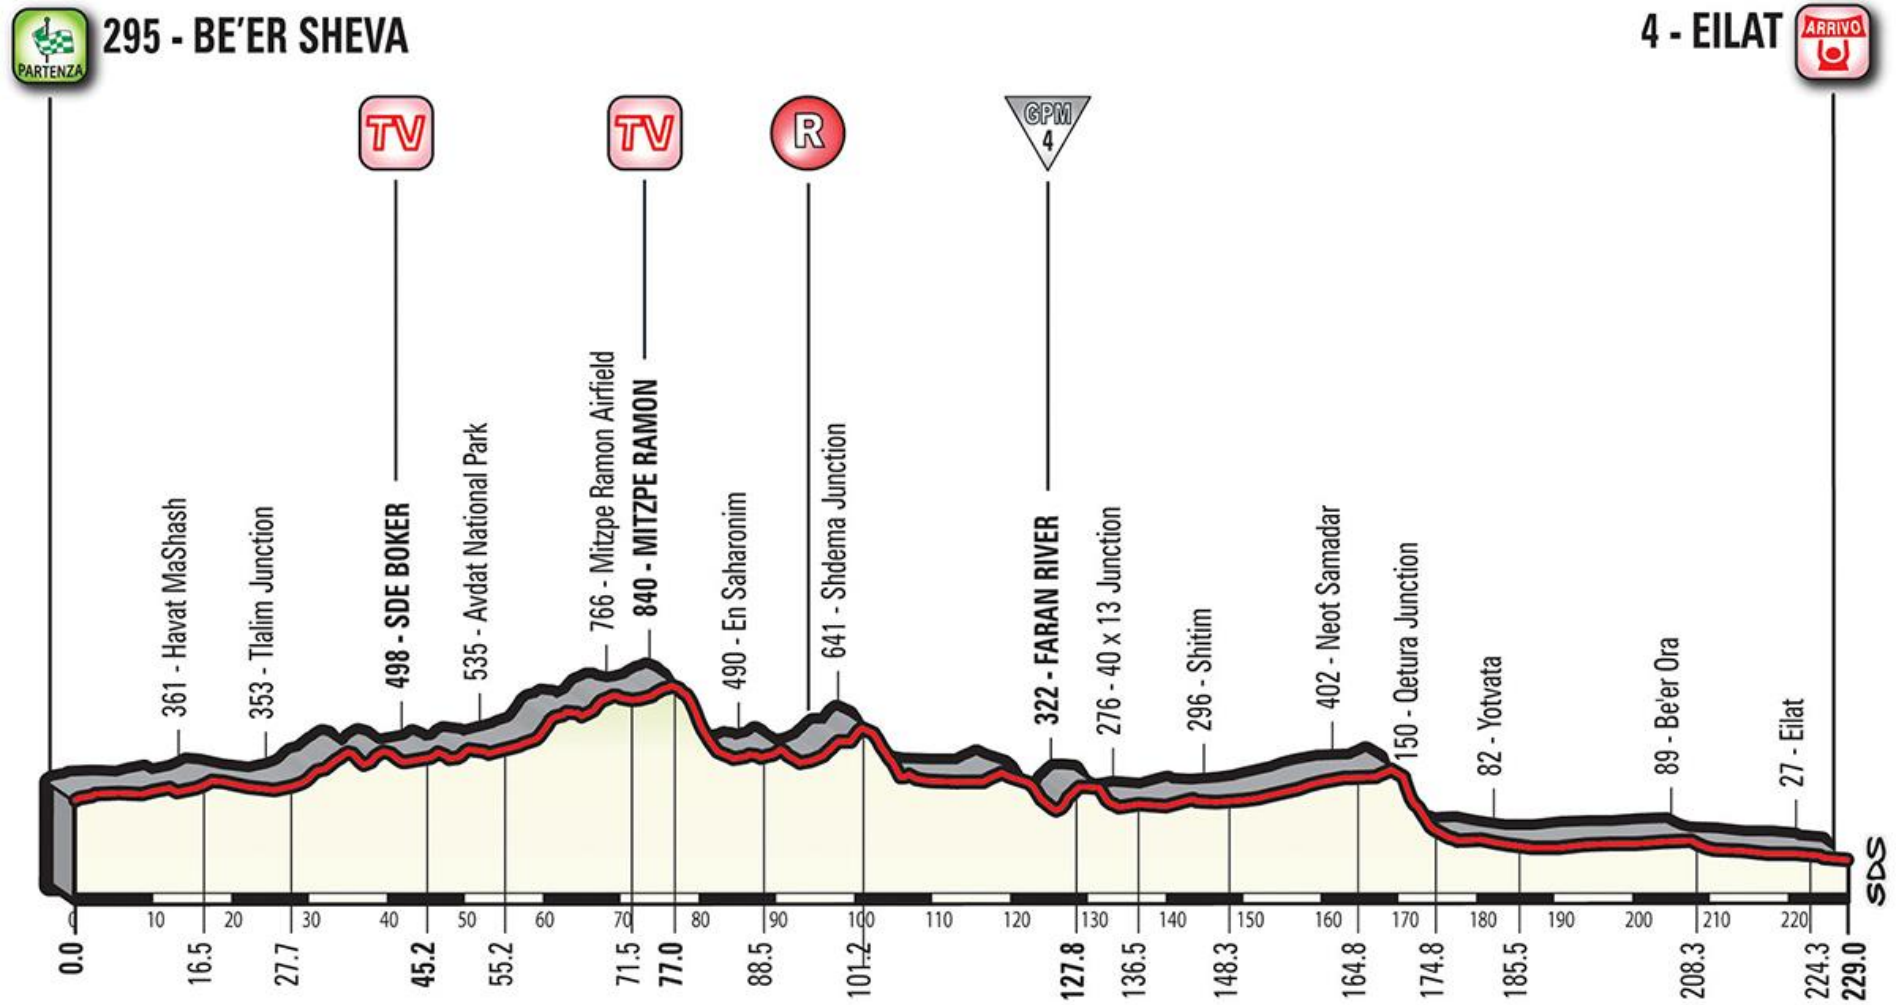 295 - BE'ER SHEVA
4 - EILAT
PARTENZA
ARRIVO
TV
TV
R
GPM
4
361 - Havat MaShash
353 - Tlalim Junction
498 - SDE BOKER
535 - Avdat National Park
766 - Mitzpe Ramon Airfield
840 - MITZPE RAMON
490 - En Saharonim
641 - Shdema Junction
322 - FARAN RIVER
276 - 40 x 13 Junction
296 - Shitim
402 - Neot Samadar
150 - Qetura Junction
82 - Yotvata
89 - Be'er Ora
27 - Eilat
SDS
0 10 20 30 40 50 60 70 80 90 100 110 120 130 140 150 160 170 180 190 200 210 220
0.0 16.5 27.7 45.2 55.2 71.5 77.0 88.5 101.2 127.8 136.5 148.3 164.8 174.8 185.5 208.3 224.3 229.0